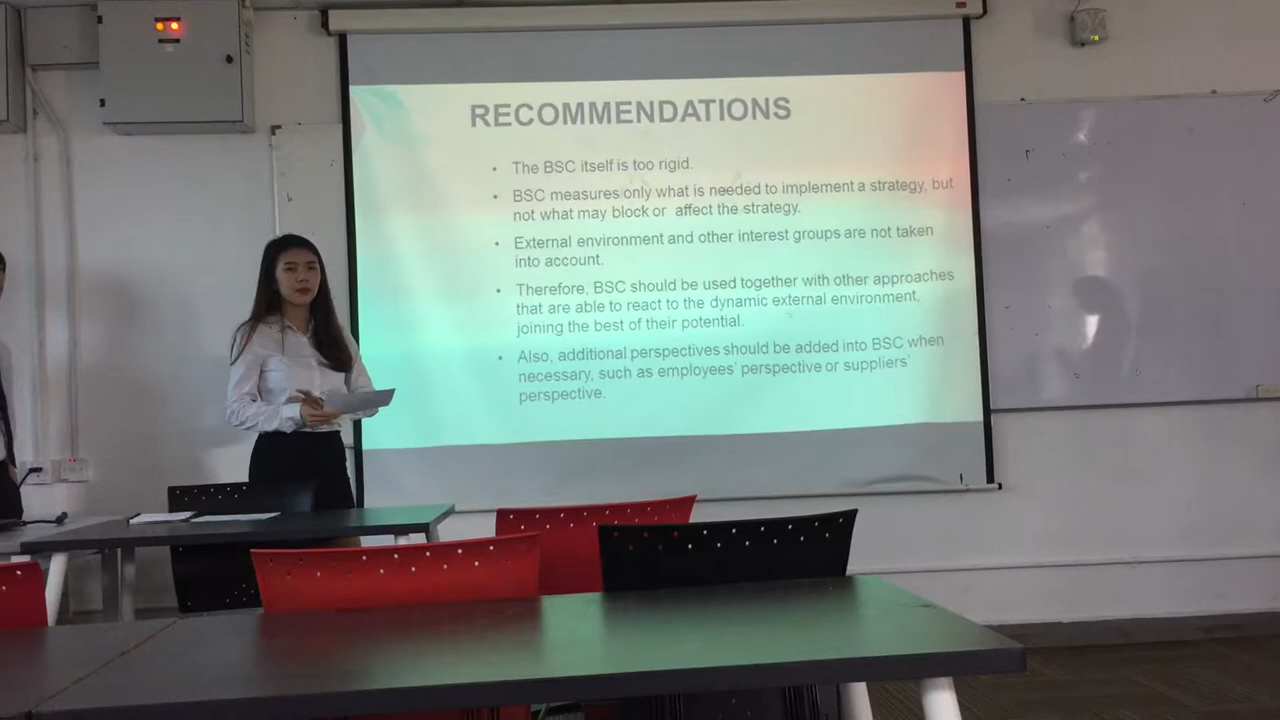 RECOMMENDATIONS
• The BSC itself is too rigid.
• BSC measures only what is needed to implement a strategy, but
not what may block or affect the strategy.
• External environment and other interest groups are not taken
into account.
• Therefore, BSC should be used together with other approaches
that are able to react to the dynamic external environment,
joining the best of their potential.
• Also, additional perspectives should be added into BSC when
necessary, such as employees' perspective or suppliers'
perspective.